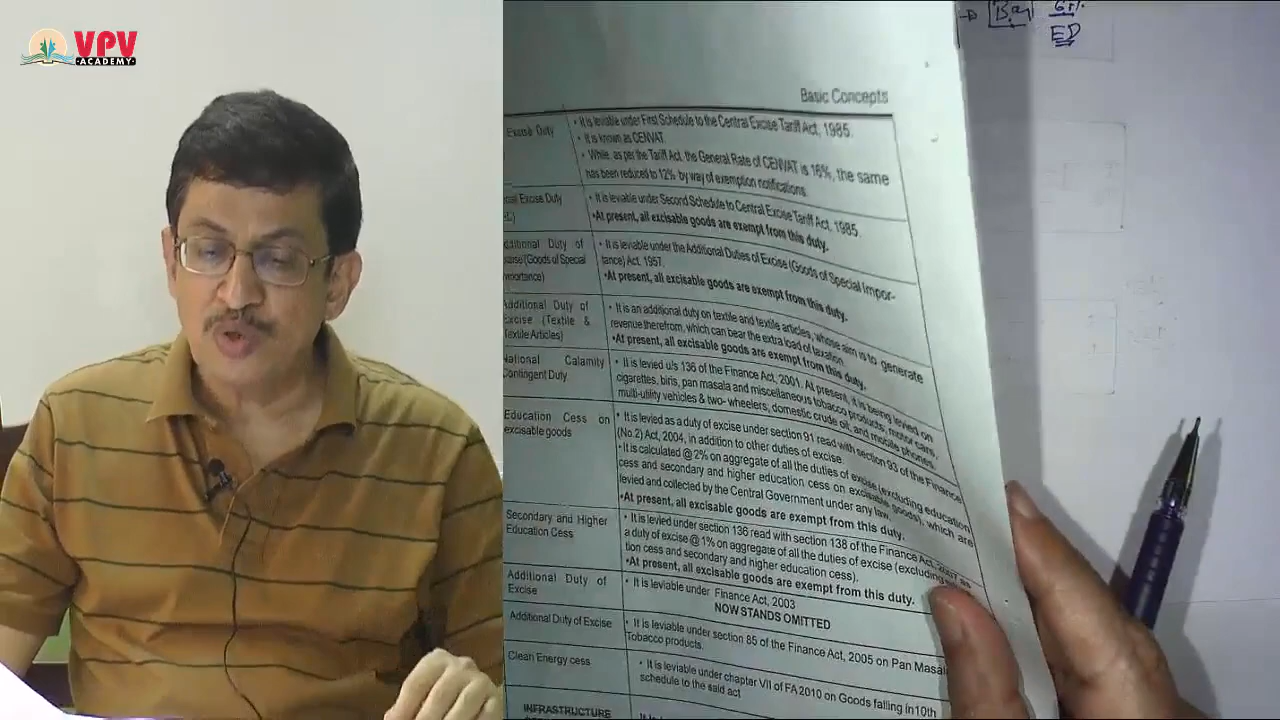 VPV
ACADEMY
ED
Basic Concepts
Excise Duty
• It is leviable under First Schedule to the Central Excise Tariff Act, 1985.
• It is known as CENVAT.
• While, as per the Tariff Act, the General Rate of CENVAT is 16%, the same
has been reduced to 12% by way of exemption notifications.
Excise Duty
• It is leviable under Second Schedule to Central Excise Tariff Act, 1985.
•At present, all excisable goods are exempt from this duty.
dditional Duty of
(Goods of Special
mportance)
• It is leviable under the Additional Duties of Excise (Goods of Special Impor-
tance) Act, 1957.
•At present, all excisable goods are exempt from this duty.
Additional Duty of
Excise (Textile &
Textile Articles)
• It is an additional duty on textile and textile articles, whose aim is to generate
revenue therefrom, which can bear the extra load of taxation.
•At present, all excisable goods are exempt from this duty.
National Calamity
Contingent Duty
• It is levied u/s 136 of the Finance Act, 2001. At present, it is being levied on
cigarettes, biris, pan masala and miscellaneous tobacco products, motor cars,
multi-utility vehicles & two- wheelers, domestic crude oil, and mobile phones.
Education Cess on
excisable goods
• It is levied as a duty of excise under section 91 read with section 93 of the Finance
(No.2) Act, 2004, in addition to other duties of excise.
• It is calculated @ 2% on aggregate of all the duties of excise (excluding education
cess and secondary and higher education cess on excisable goods), which are
levied and collected by the Central Government under any law.
•At present, all excisable goods are exempt from this duty.
Secondary and Higher
Education Cess
• It is levied under section 136 read with section 138 of the Finance Act, 2007 as
a duty of excise @ 1% on aggregate of all the duties of excise (excluding
tion cess and secondary and higher education cess).
•At present, all excisable goods are exempt from this duty.
Additional Duty of
Excise
• It is leviable under Finance Act, 2003
NOW STANDS OMITTED
Additional Duty of Excise
• It is leviable under section 85 of the Finance Act, 2005 on Pan Masal
Tobacco products.
Clean Energy cess
• It is leviable under chapter VII of FA 2010 on Goods falling in 10th
schedule to the said act
INFRASTRUCTURE